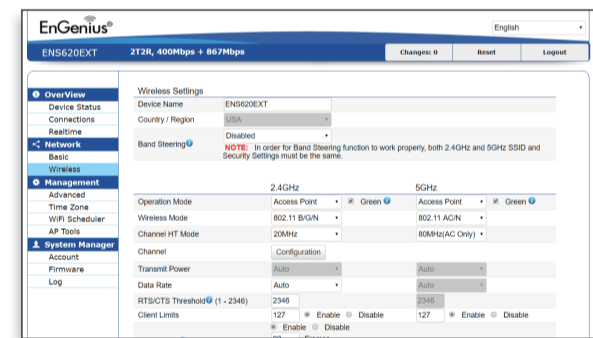 EnGenius®
English
ENS620EXT 2T2R, 400Mbps + 867Mbps Changes: 0 Reset Logout
OverView
Device Status
Connections
Realtime
Network
Basic
Wireless
Management
Advanced
Time Zone
WiFi Scheduler
AP Tools
System Manager
Account
Firmware
Log
Wireless Settings
Device Name ENS620EXT
Country / Region USA
Band Steering Disabled
NOTE: In order for Band Steering function to work properly, both 2.4GHz and 5GHz SSID and
Security Settings must be the same.
2.4GHz 5GHz
Operation Mode Access Point Green Access Point Green
Wireless Mode 802.11 B/G/N 802.11 AC/N
Channel HT Mode 20MHz 80MHz(AC Only)
Channel Configuration
Transmit Power Auto Auto
Data Rate Auto Auto
RTS/CTS Threshold (1 - 2346) 2346 2346
Client Limits 127 Enable Disable 127 Enable Disable
Enable Disable